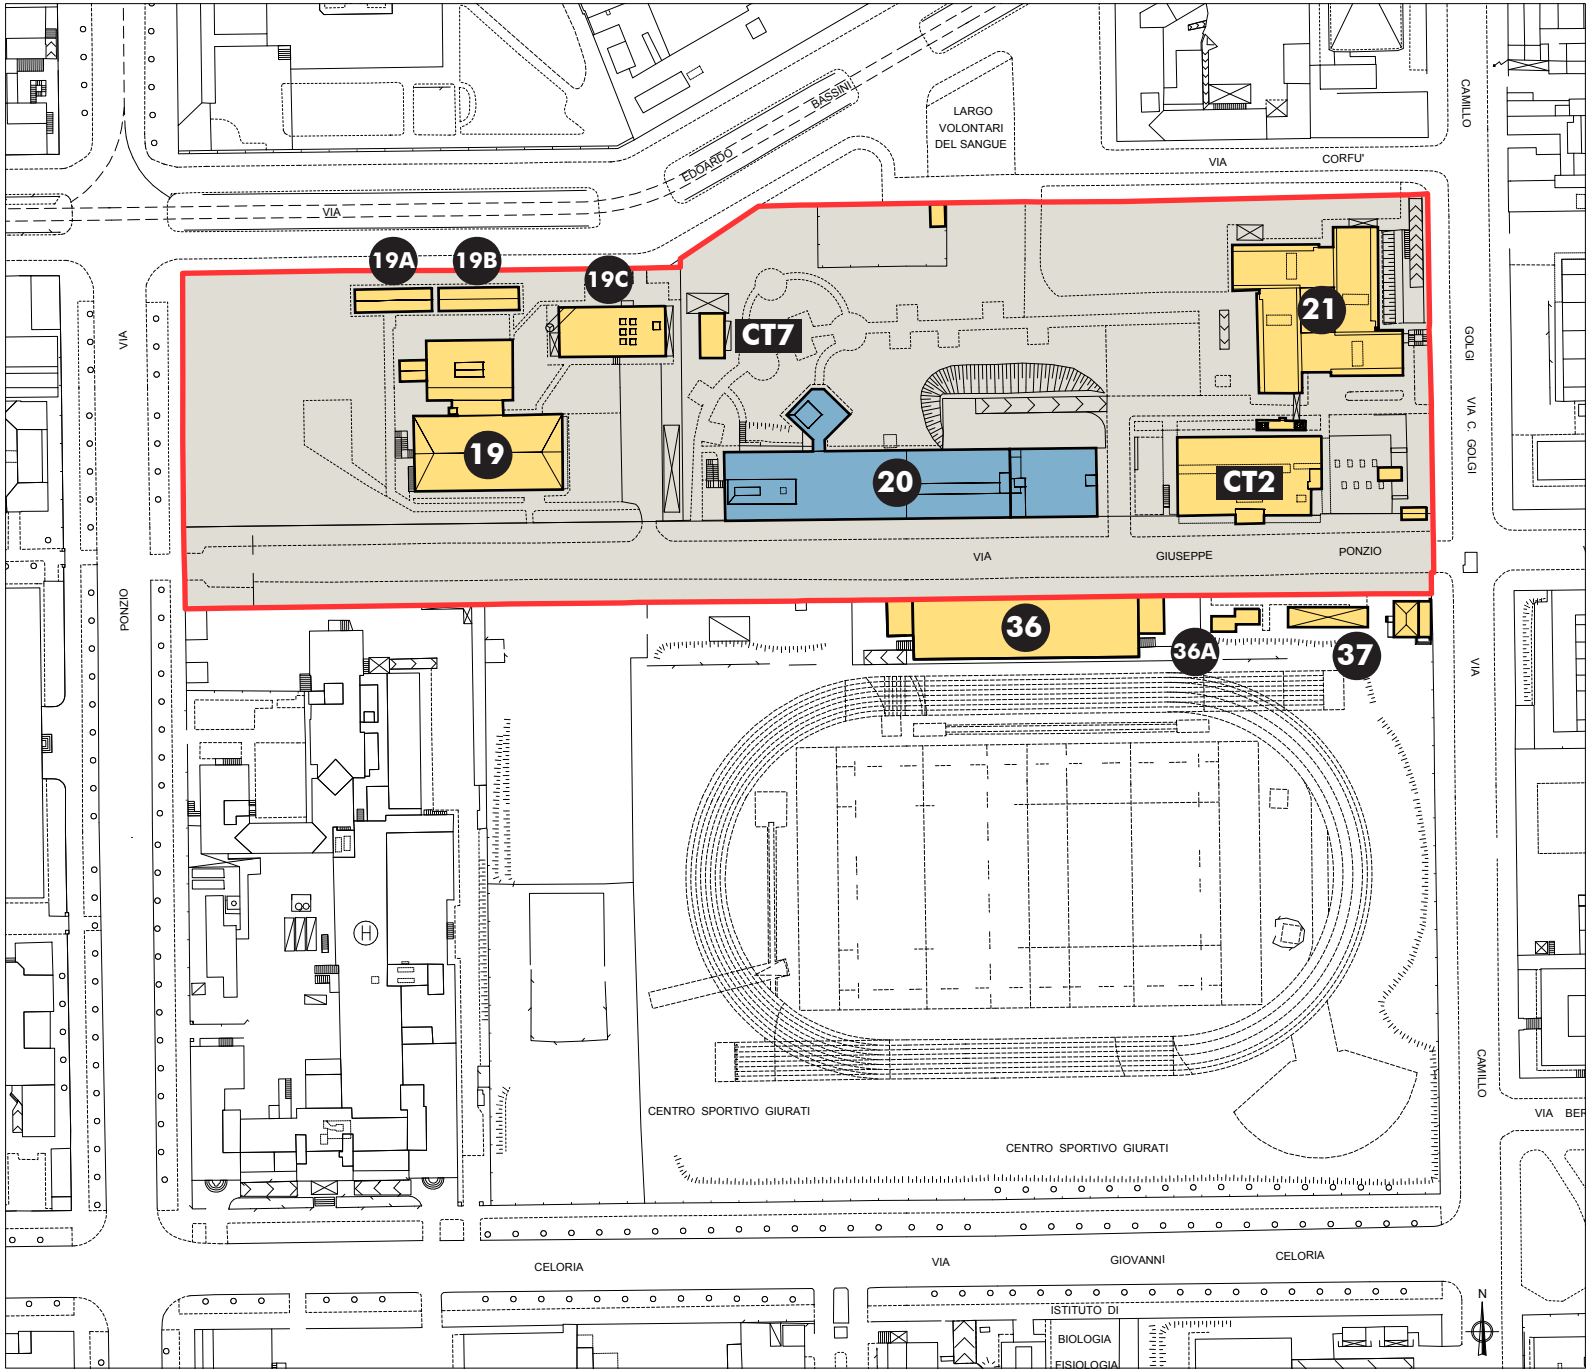 CAMILLO
LARGO
VOLONTARI
DEL SANGUE
EDOARDO
BASSINI
VIA
CORFU'
VIA
19A
19B
19C
CT7
21
VIA
GOLGI
VIA C. GOLGI
19
20
CT2
VIA
GIUSEPPE
PONZIO
PONZIO
36
36A
37
VIA
H
CAMILLO
CENTRO SPORTIVO GIURATI
CENTRO SPORTIVO GIURATI
VIA BER
CELORIA
VIA
GIOVANNI
CELORIA
N
ISTITUTO DI
BIOLOGIA
FISIOLOGIA